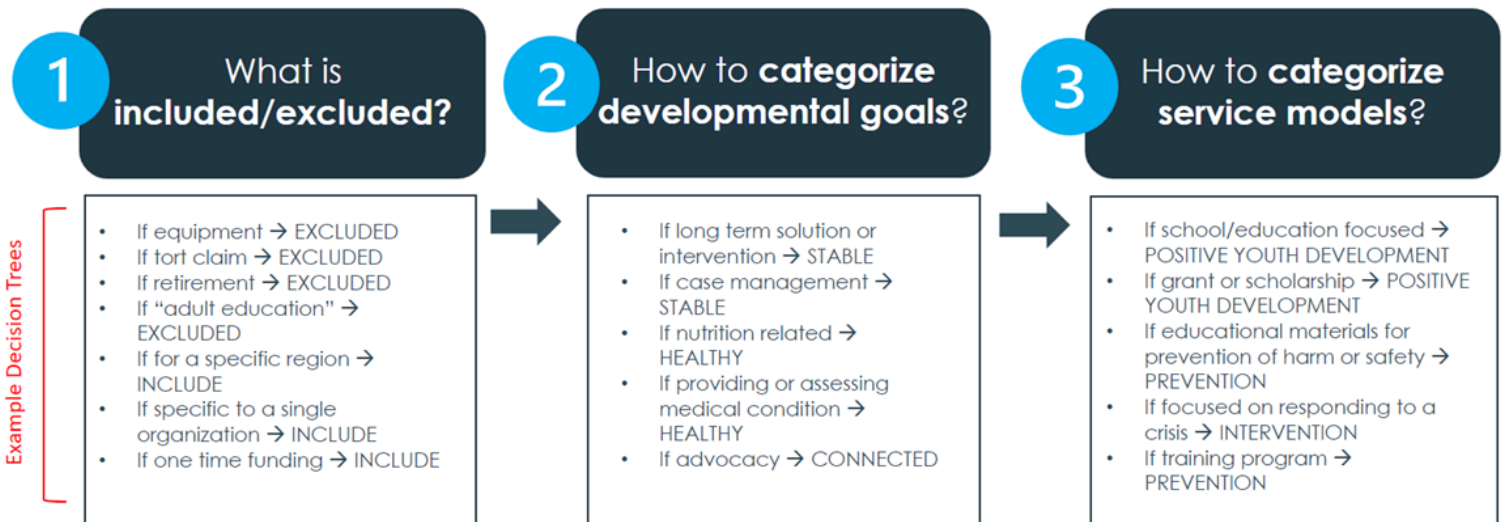 1
What is
included/excluded?
2
How to categorize
developmental goals?
3
How to categorize
service models?
Example Decision Trees
• If equipment → EXCLUDED
• If tort claim → EXCLUDED
• If retirement → EXCLUDED
• If “adult education” →
EXCLUDED
• If for a specific region →
INCLUDE
• If specific to a single
organization → INCLUDE
• If one time funding → INCLUDE
• If long term solution or
intervention → STABLE
• If case management →
STABLE
• If nutrition related →
HEALTHY
• If providing or assessing
medical condition →
HEALTHY
• If advocacy → CONNECTED
• If school/education focused →
POSITIVE YOUTH DEVELOPMENT
• If grant or scholarship → POSITIVE
YOUTH DEVELOPMENT
• If educational materials for
prevention of harm or safety →
PREVENTION
• If focused on responding to a
crisis → INTERVENTION
• If training program →
PREVENTION